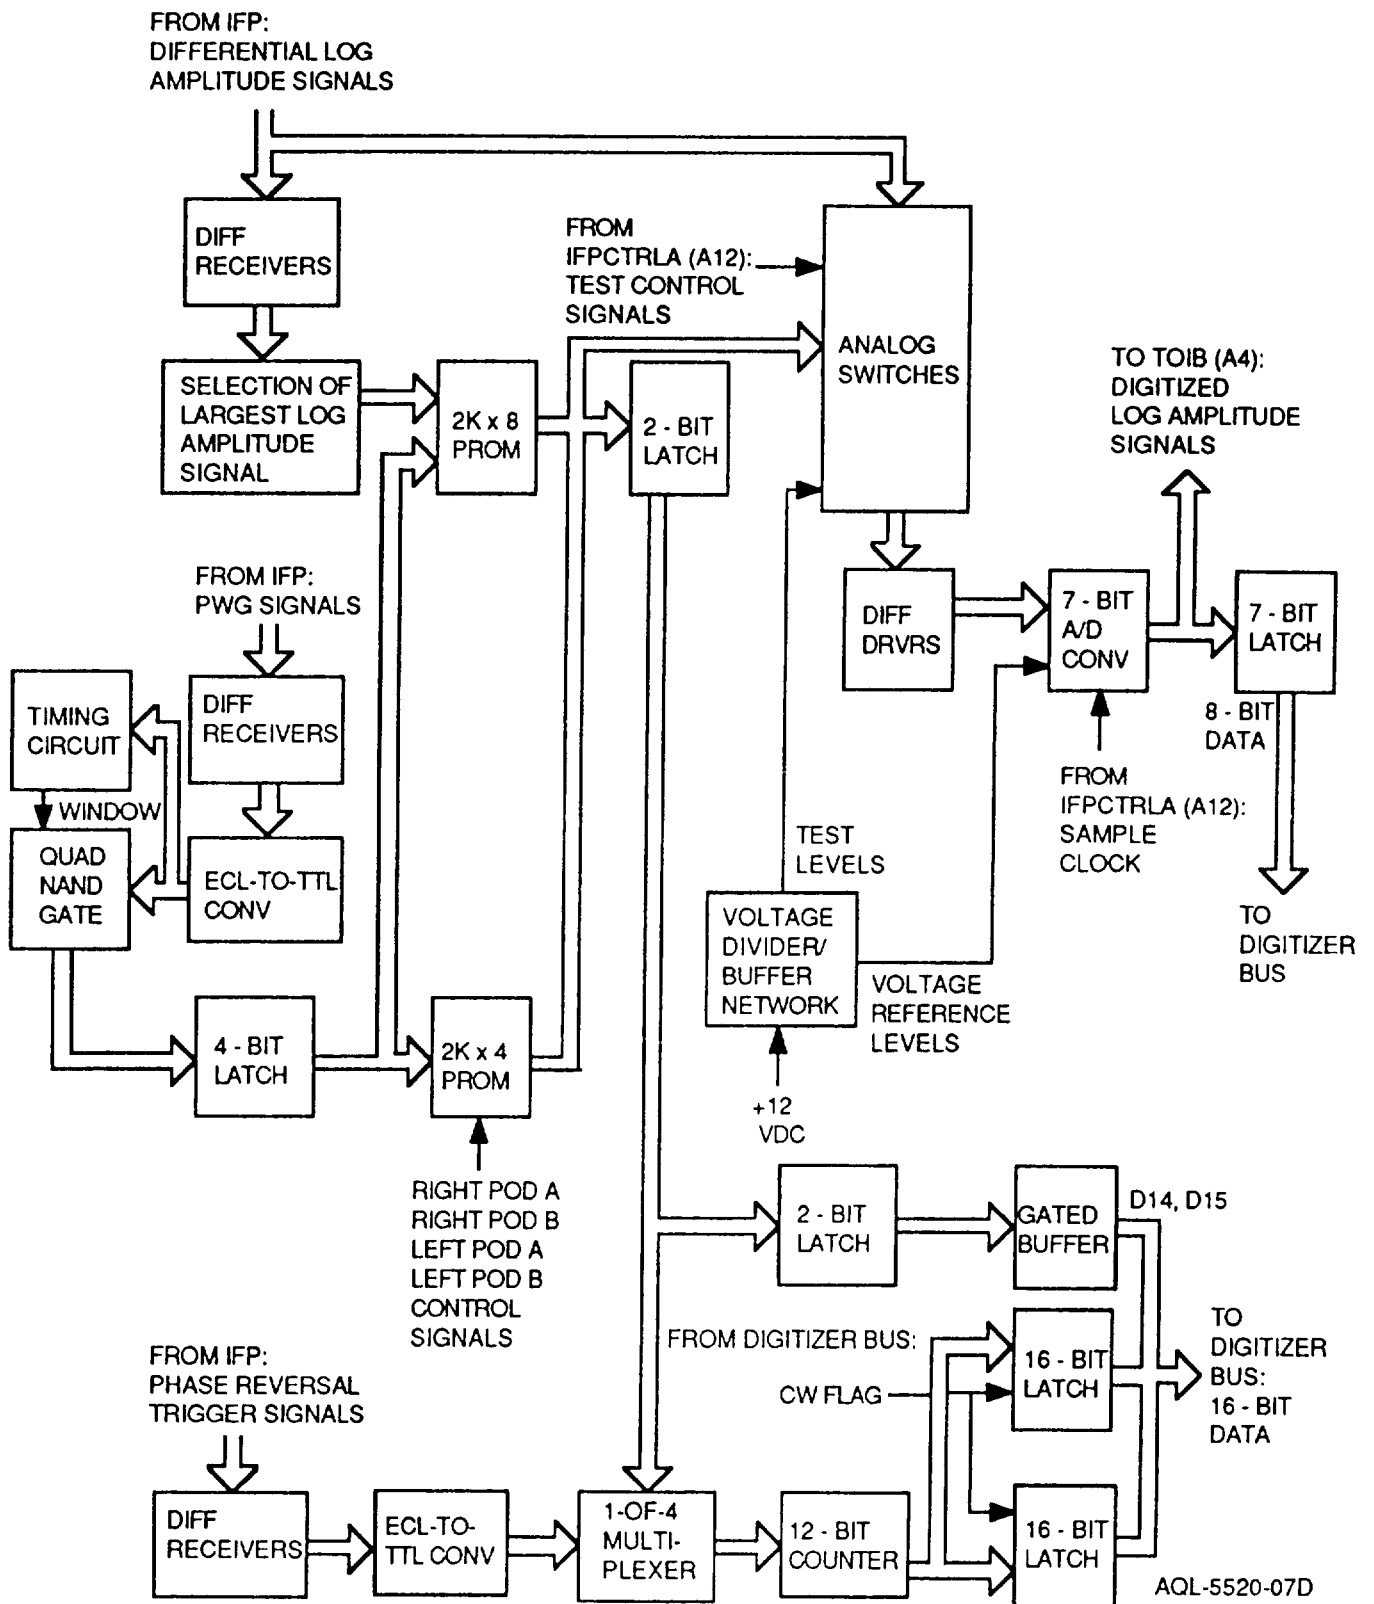 FROM IFP:
DIFFERENTIAL LOG
AMPLITUDE SIGNALS
DIFF
RECEIVERS
FROM
IFPCTRLA (A12):
TEST CONTROL
SIGNALS
ANALOG
SWITCHES
SELECTION OF
LARGEST LOG
AMPLITUDE
SIGNAL
2K x 8
PROM
2 - BIT
LATCH
TO TOIB (A4):
DIGITIZED
LOG AMPLITUDE
SIGNALS
FROM IFP:
PWG SIGNALS
DIFF
DRVRS
7 - BIT
A/D
CONV
7 - BIT
LATCH
TIMING
CIRCUIT
DIFF
RECEIVERS
8 - BIT
DATA
WINDOW
FROM
IFPCTRLA (A12):
SAMPLE
CLOCK
QUAD
NAND
GATE
ECL-TO-TTL
CONV
TEST
LEVELS
VOLTAGE
DIVIDER/
BUFFER
NETWORK
TO
DIGITIZER
BUS
VOLTAGE
REFERENCE
LEVELS
4 - BIT
LATCH
2K x 4
PROM
+12
VDC
RIGHT POD A
RIGHT POD B
LEFT POD A
LEFT POD B
CONTROL
SIGNALS
2 - BIT
LATCH
GATED
BUFFER
D14, D15
FROM DIGITIZER BUS:
CW FLAG
16 - BIT
LATCH
TO
DIGITIZER
BUS:
16 - BIT
DATA
FROM IFP:
PHASE REVERSAL
TRIGGER SIGNALS
DIFF
RECEIVERS
ECL-TO-
TTL CONV
1-OF-4
MULTI-
PLEXER
12 - BIT
COUNTER
16 - BIT
LATCH
AQL-5520-07D